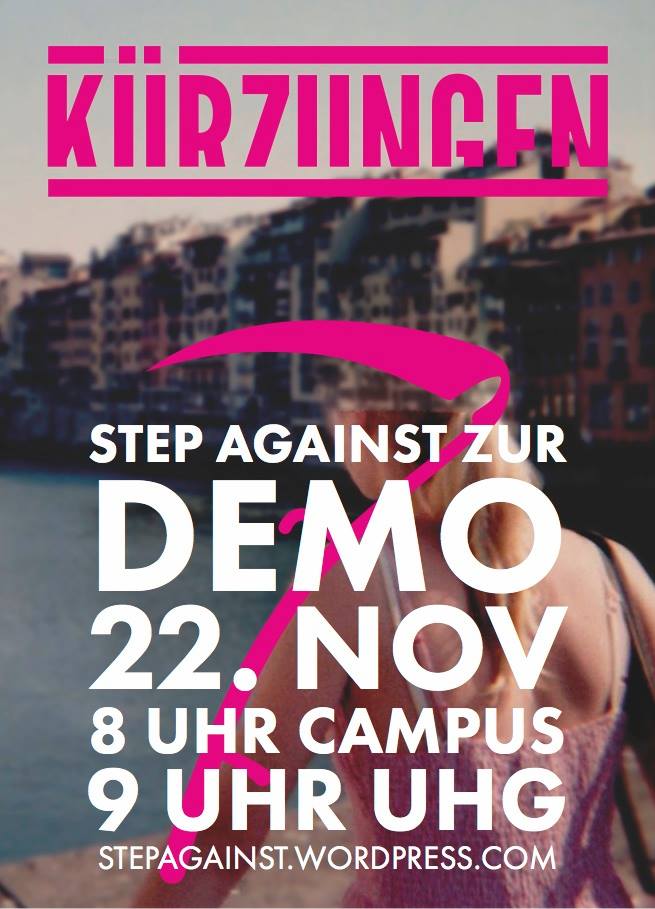 KÜRZUNGEN
STEP AGAINST ZUR
DEMO
22. NOV
8 UHR CAMPUS
9 UHR UHG
STEPAGAINST.WORDPRESS.COM